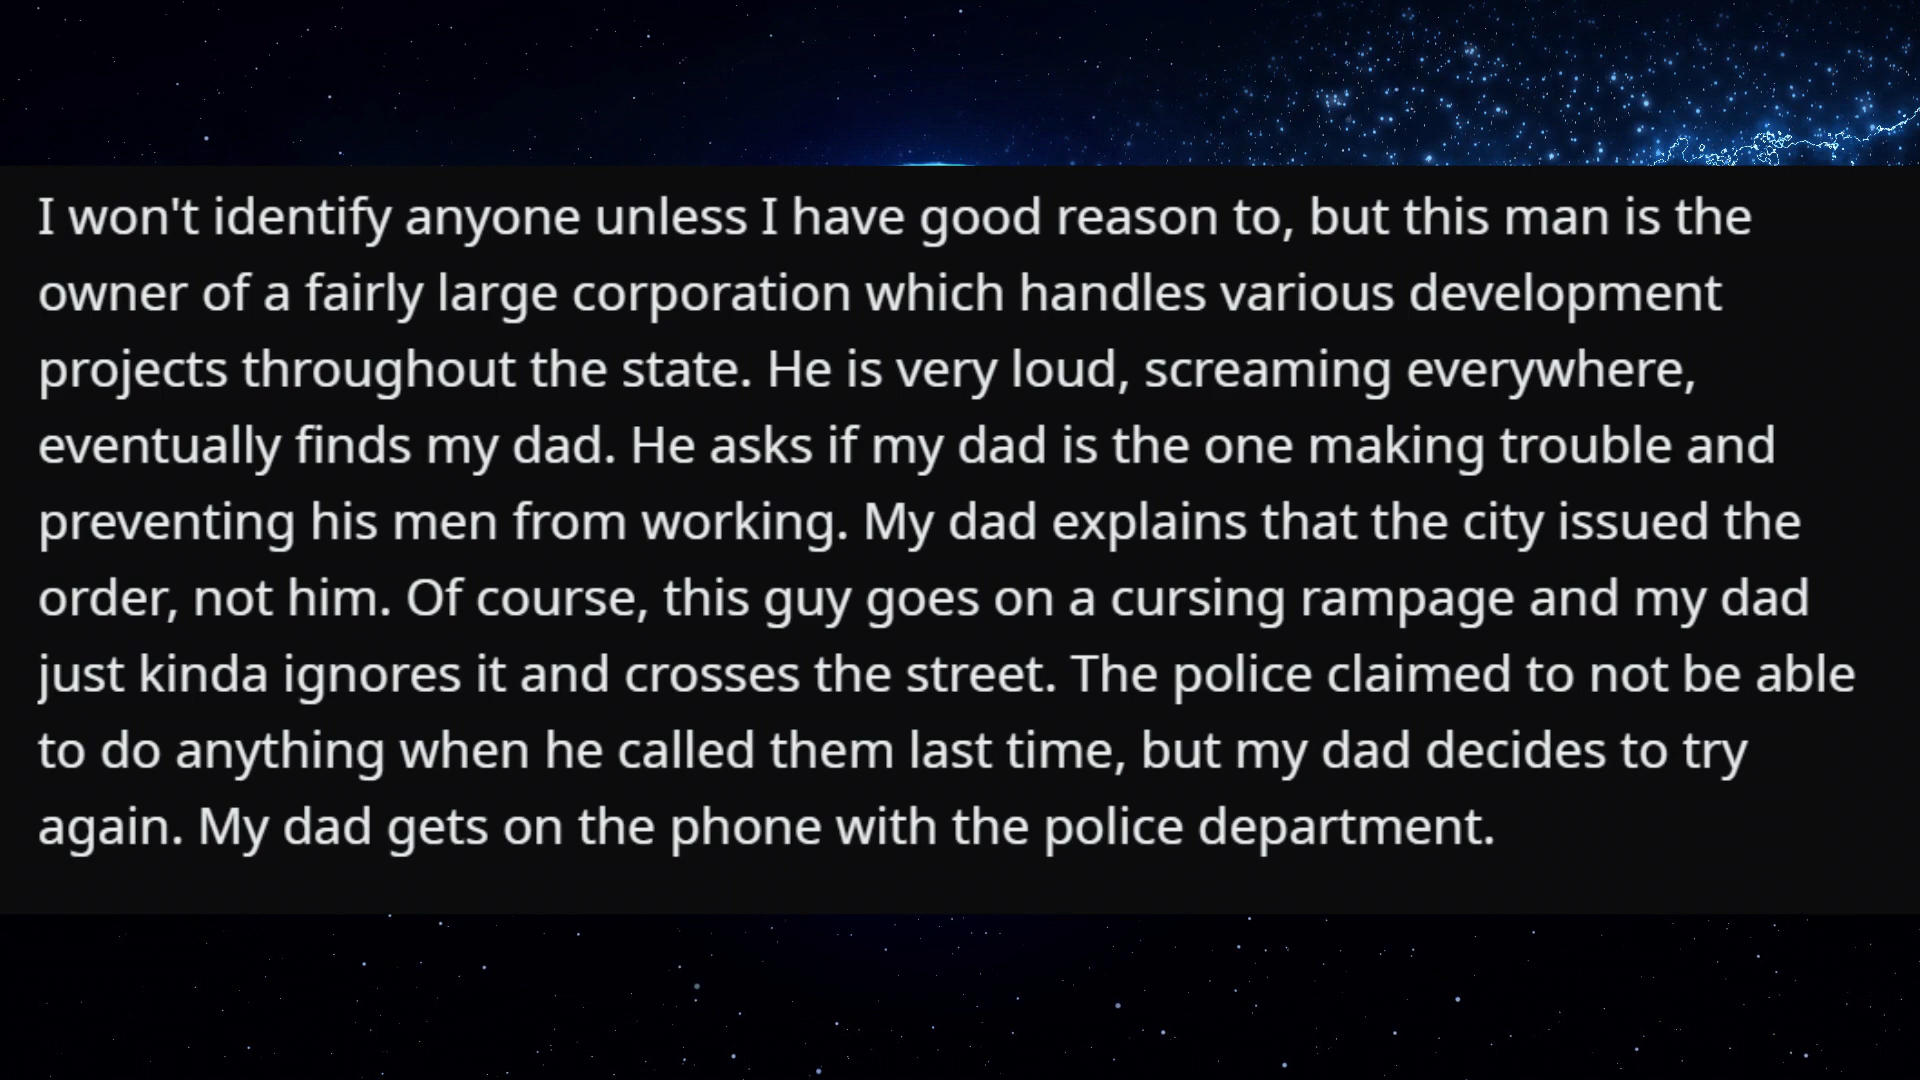 I won't identify anyone unless I have good reason to, but this man is the
owner of a fairly large corporation which handles various development
projects throughout the state. He is very loud, screaming everywhere,
eventually finds my dad. He asks if my dad is the one making trouble and
preventing his men from working. My dad explains that the city issued the
order, not him. Of course, this guy goes on a cursing rampage and my dad
just kinda ignores it and crosses the street. The police claimed to not be able
to do anything when he called them last time, but my dad decides to try
again. My dad gets on the phone with the police department.